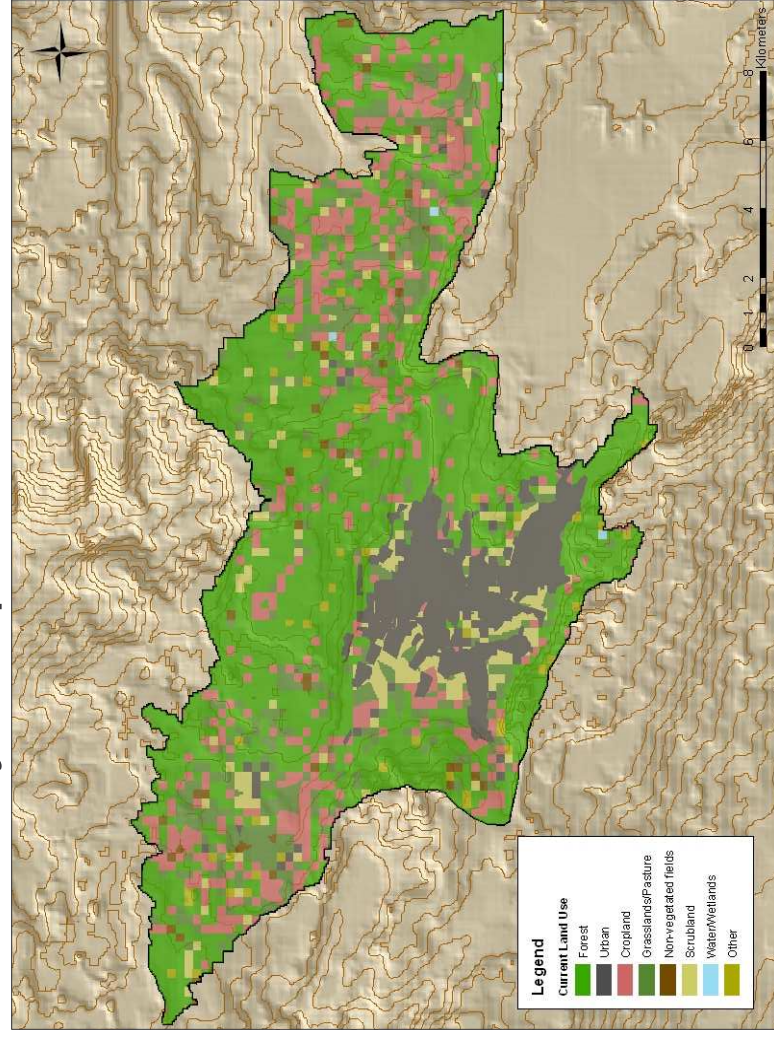 N
Legend
Current Land Use
Forest
Urban
Cropland
Grasslands/Pasture
Non-vegetated fields
Scrubland
Water/Wetlands
Other
0 1 2 4 6 8
Kilometers